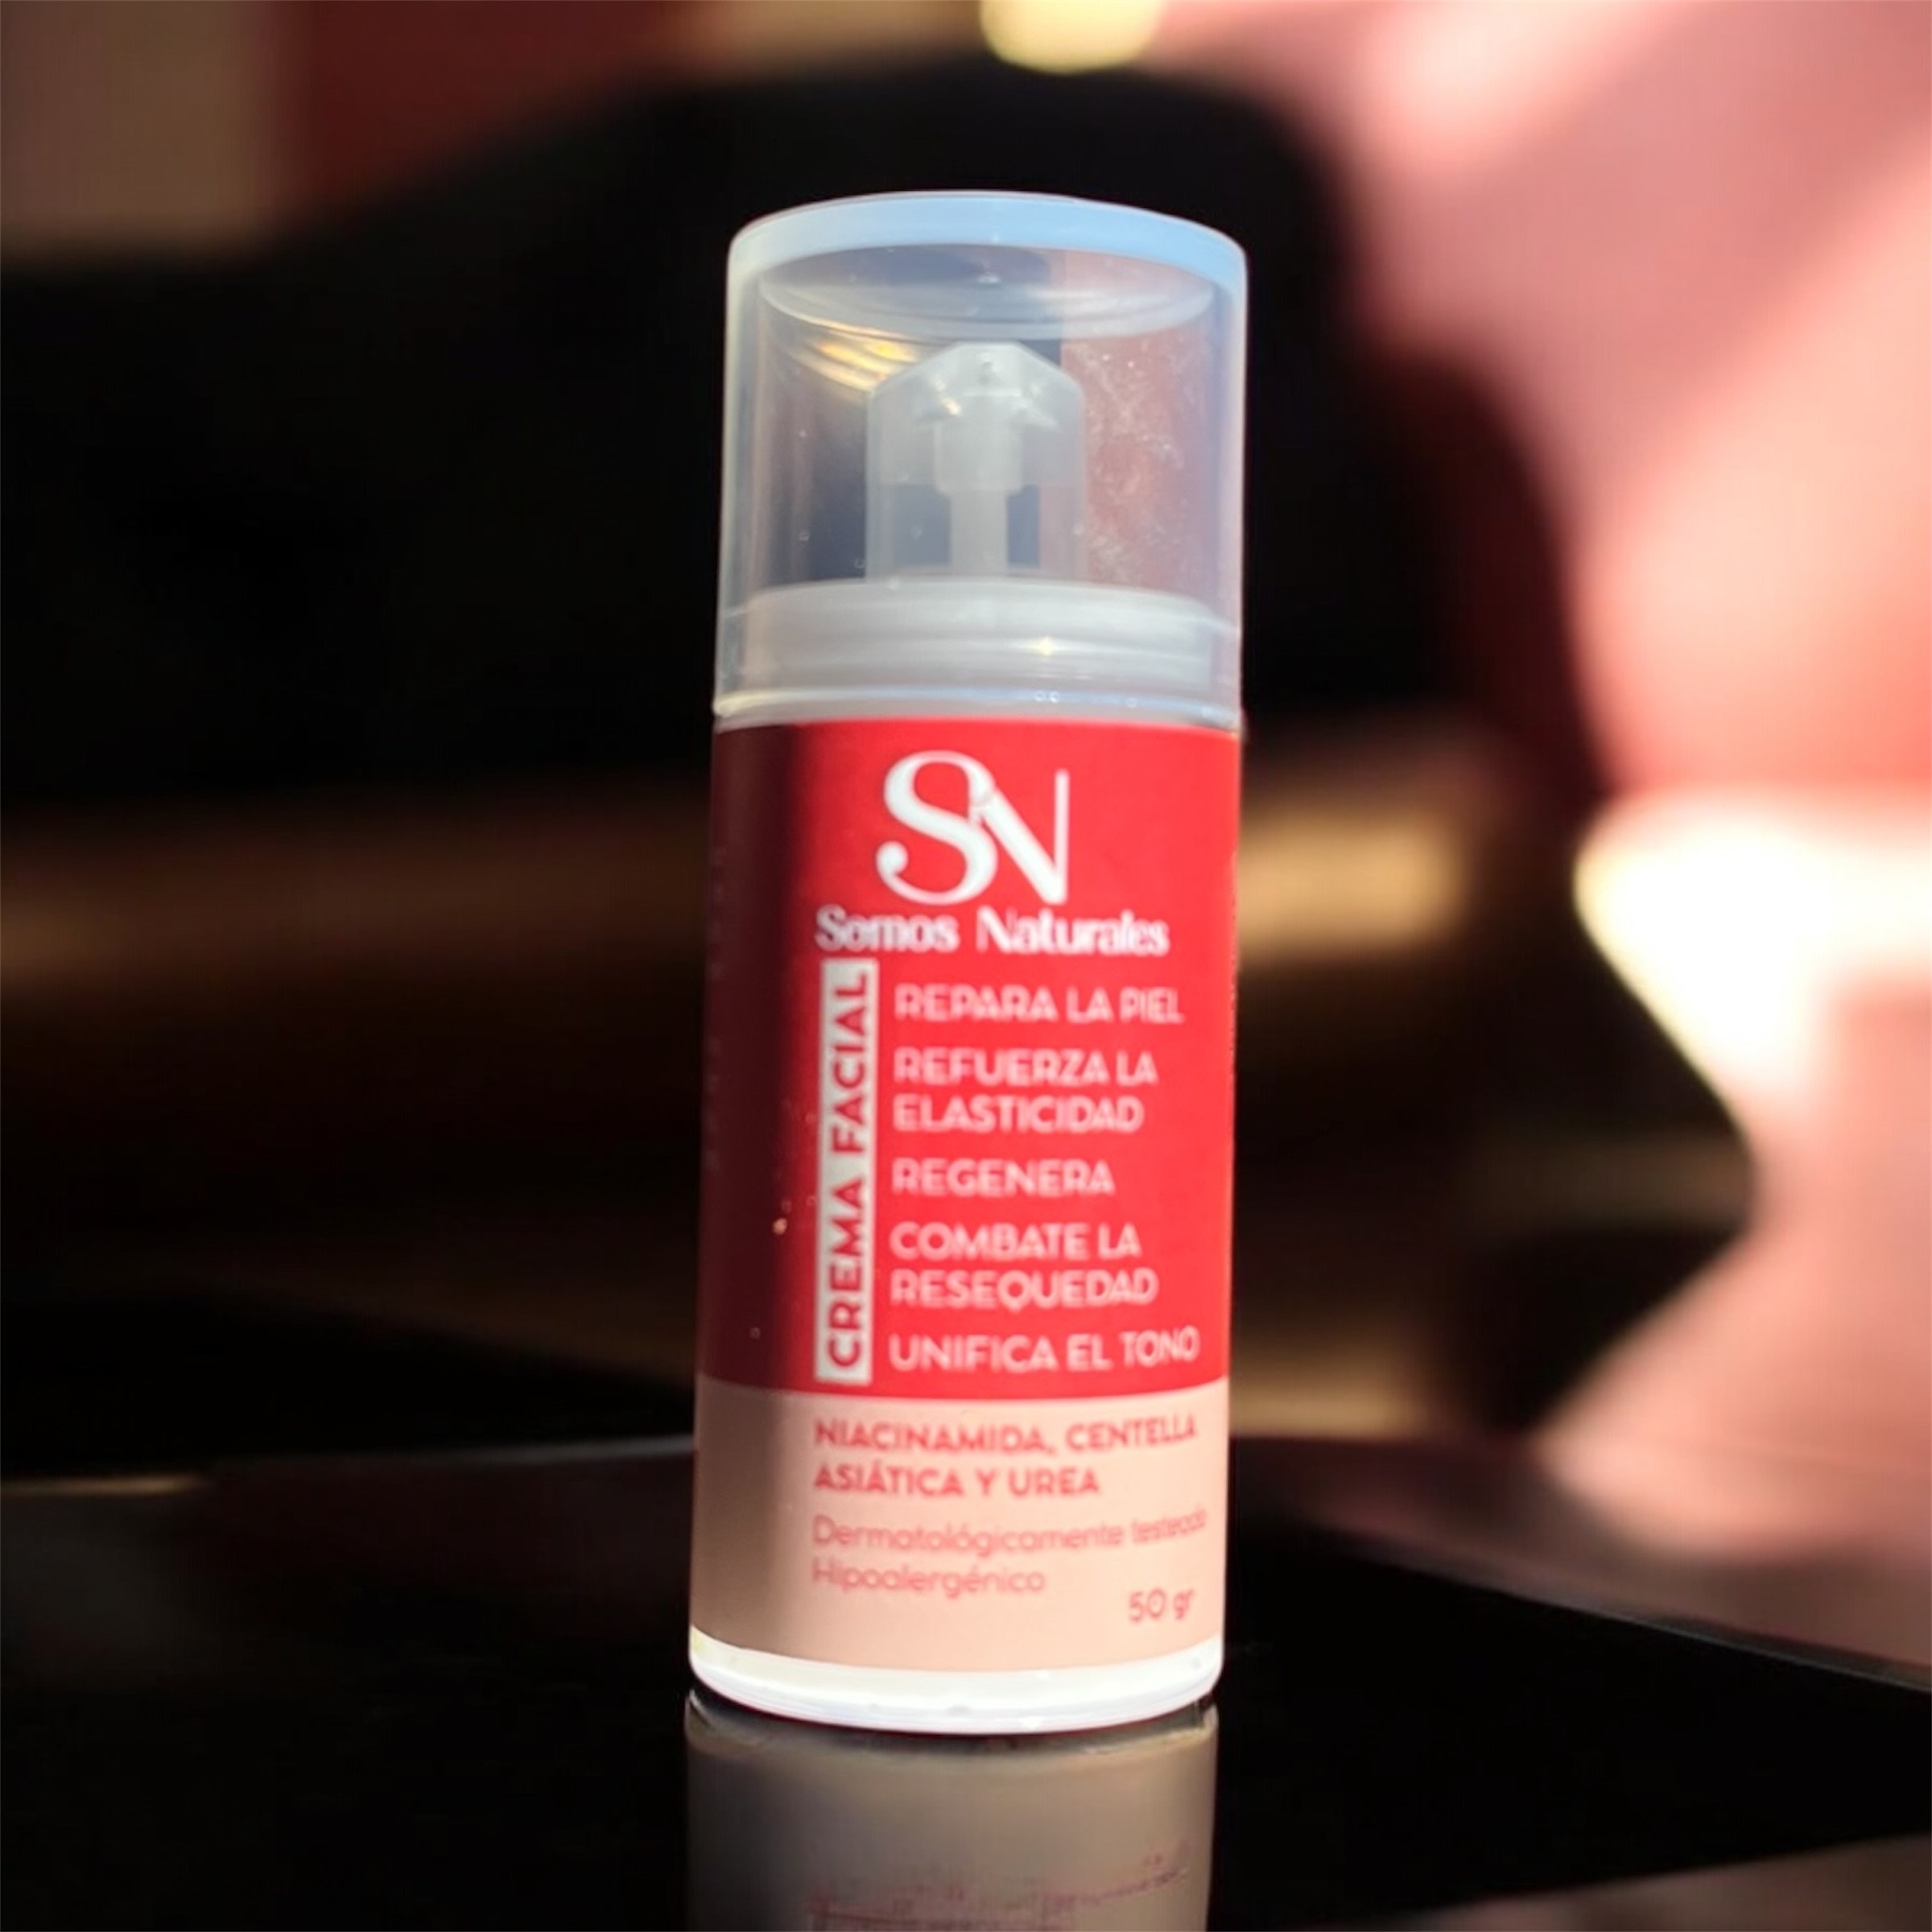 SN
Somos Naturales
CREMA FACIAL
REPARA LA PIEL
REFUERZA LA
ELASTICIDAD
REGENERA
COMBATE LA
RESEQUEDAD
UNIFICA EL TONO
NIACINAMIDA, CENTELLA
ASIÁTICA Y UREA
Dermatológicamente testeado
Hipoalergénico
50 gr